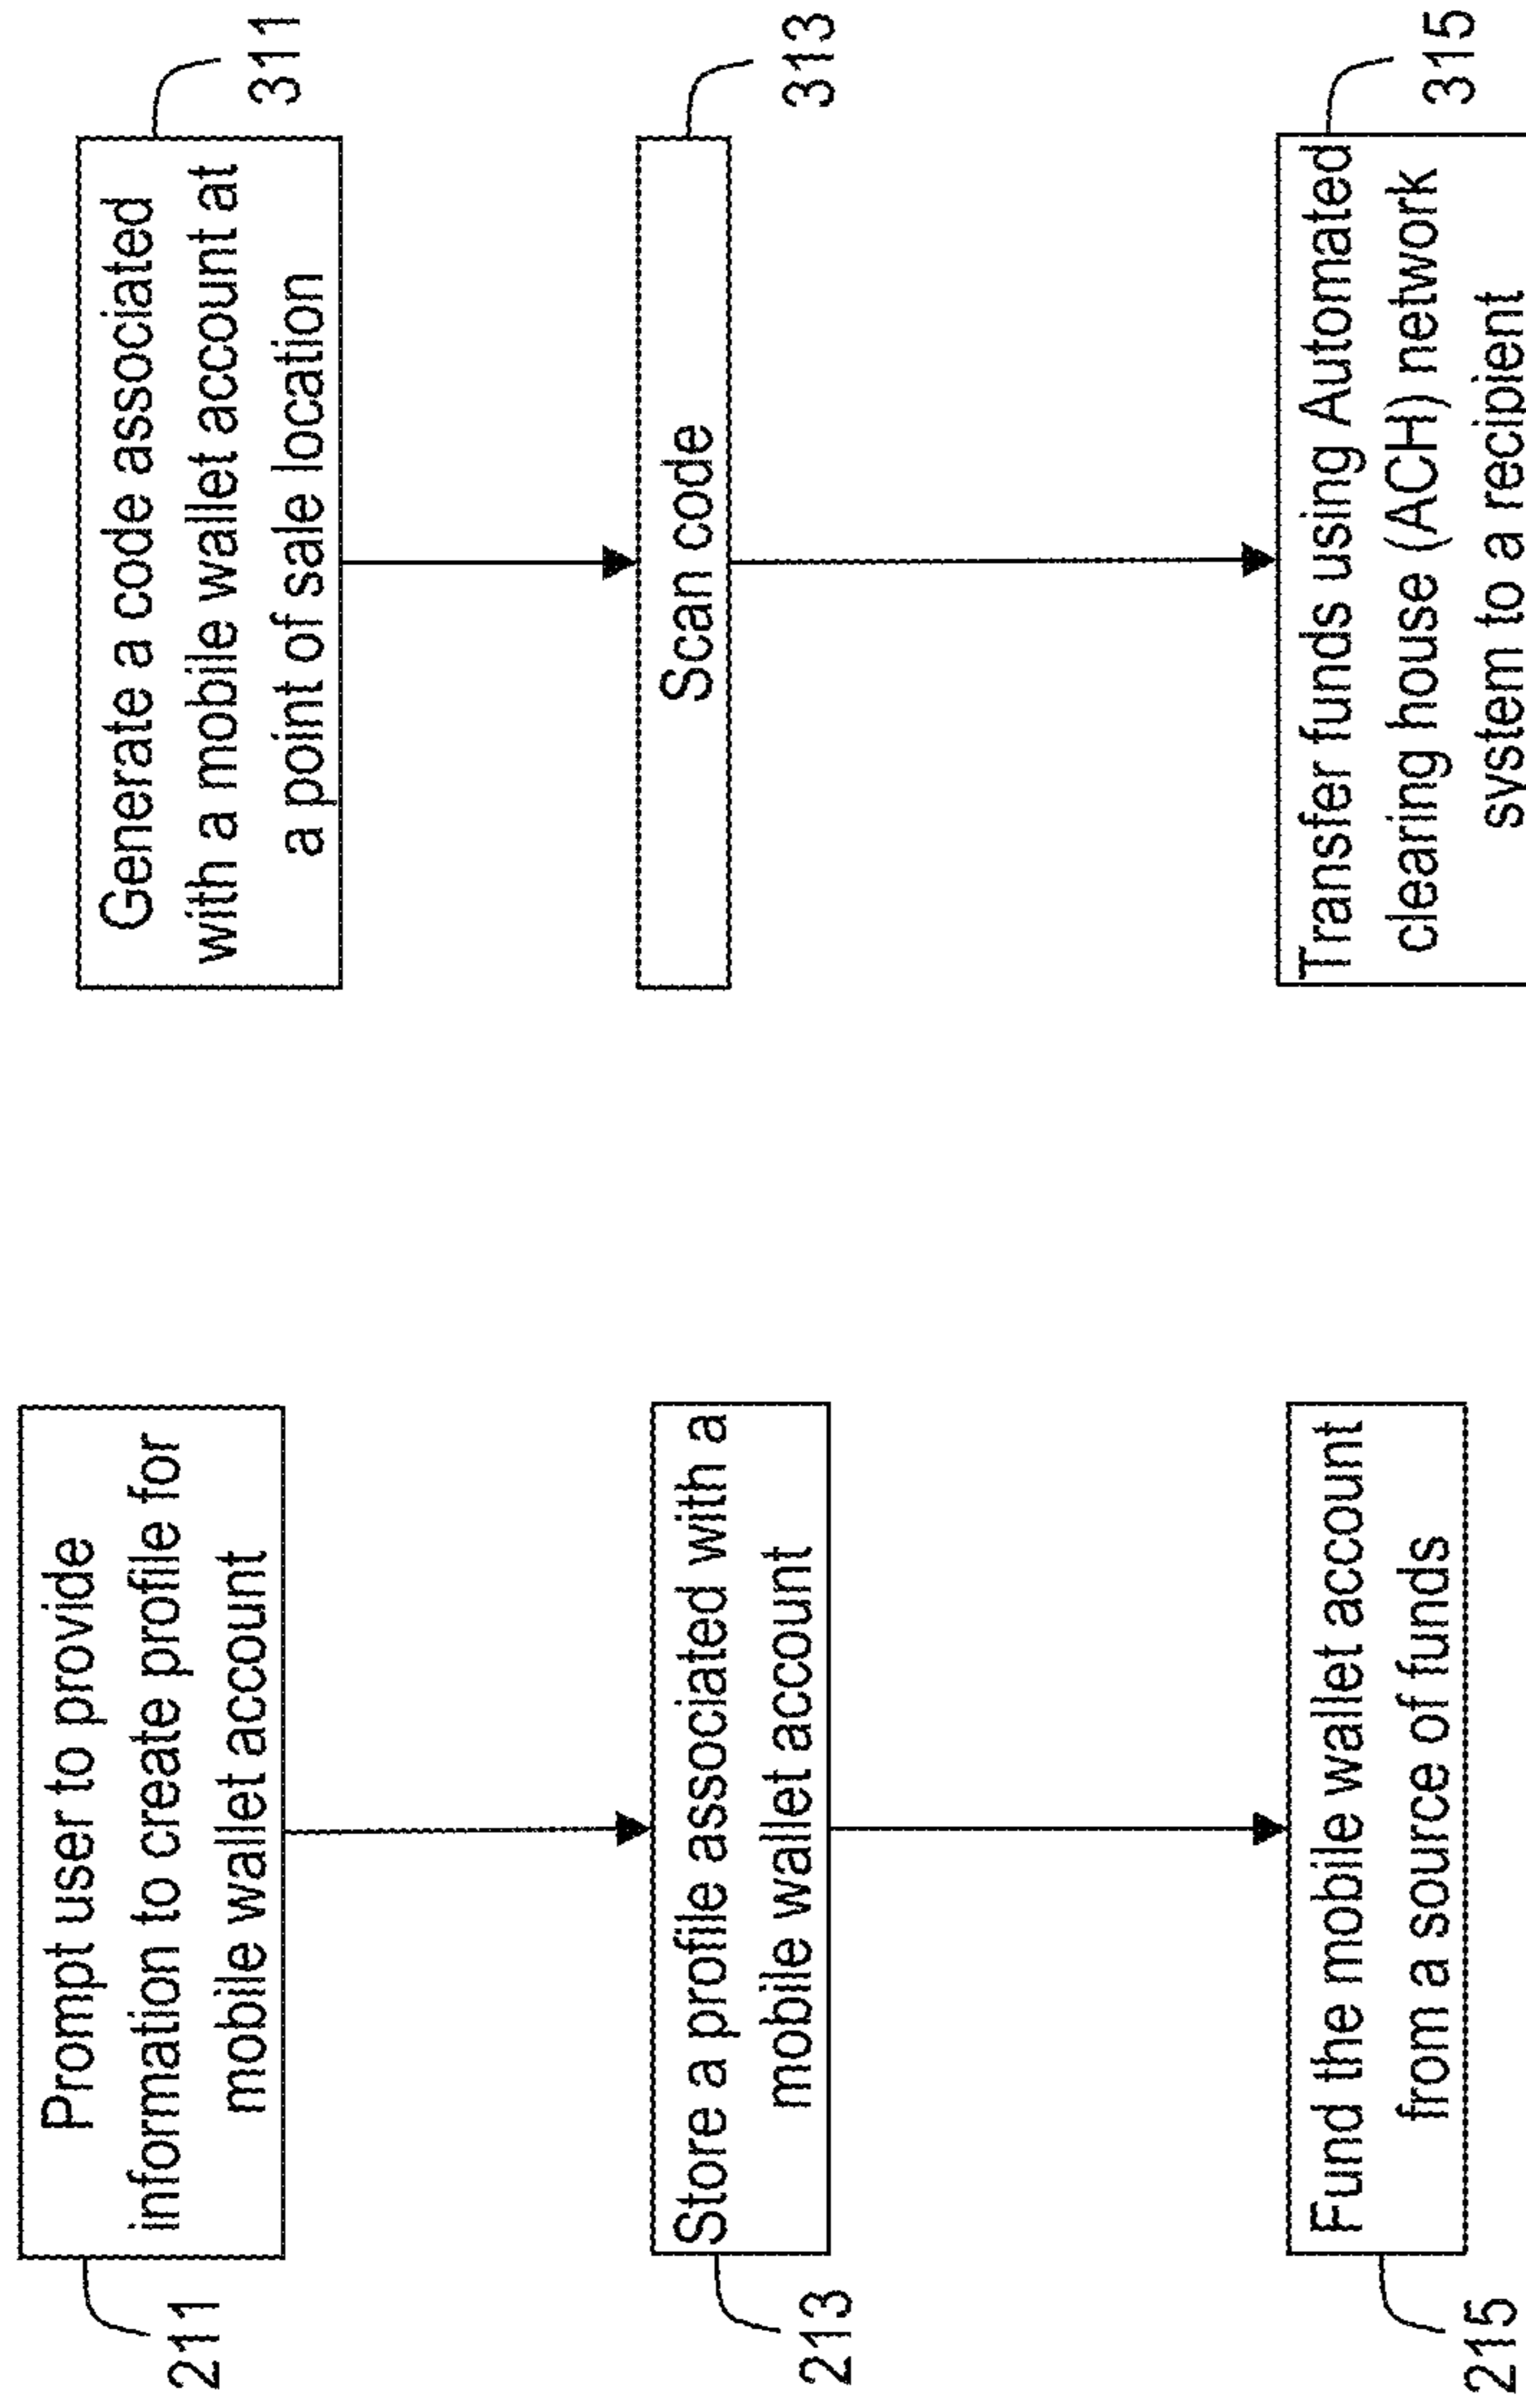 211
Prompt user to provide
information to create profile for
mobile wallet account
213
Store a profile associated with a
mobile wallet account
215
Fund the mobile wallet account
from a source of funds
311
Generate a code associated
with a mobile wallet account at
a point of sale location
313
Scan code
315
Transfer funds using Automated
clearing house (ACH) network
system to a recipient